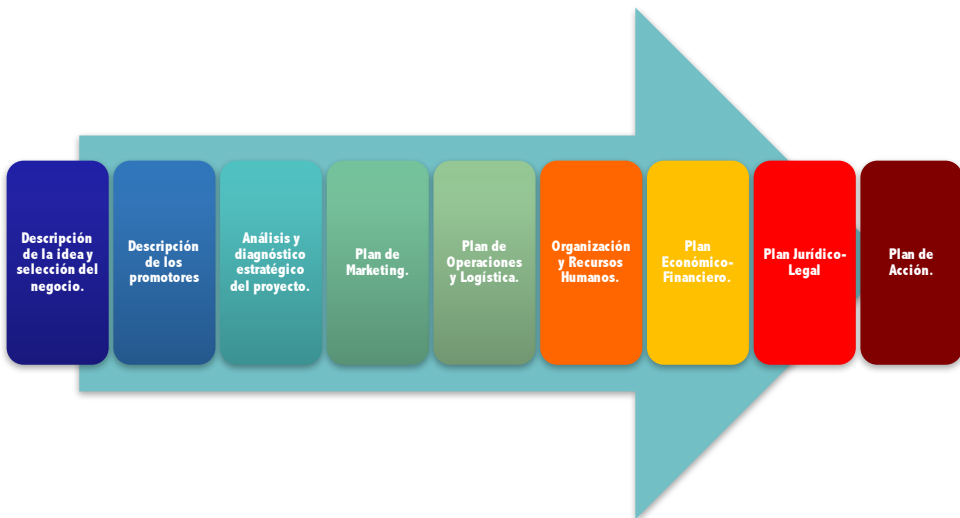 Descripción
de la idea y
selección del
negocio.
Descripción
de los
promotores
Análisis y
diagnóstico
estratégico
del proyecto.
Plan de
Marketing.
Plan de
Operaciones
y Logística.
Organización
y Recursos
Humanos.
Plan
Económico-
Financiero.
Plan Jurídico-
Legal
Plan de
Acción.